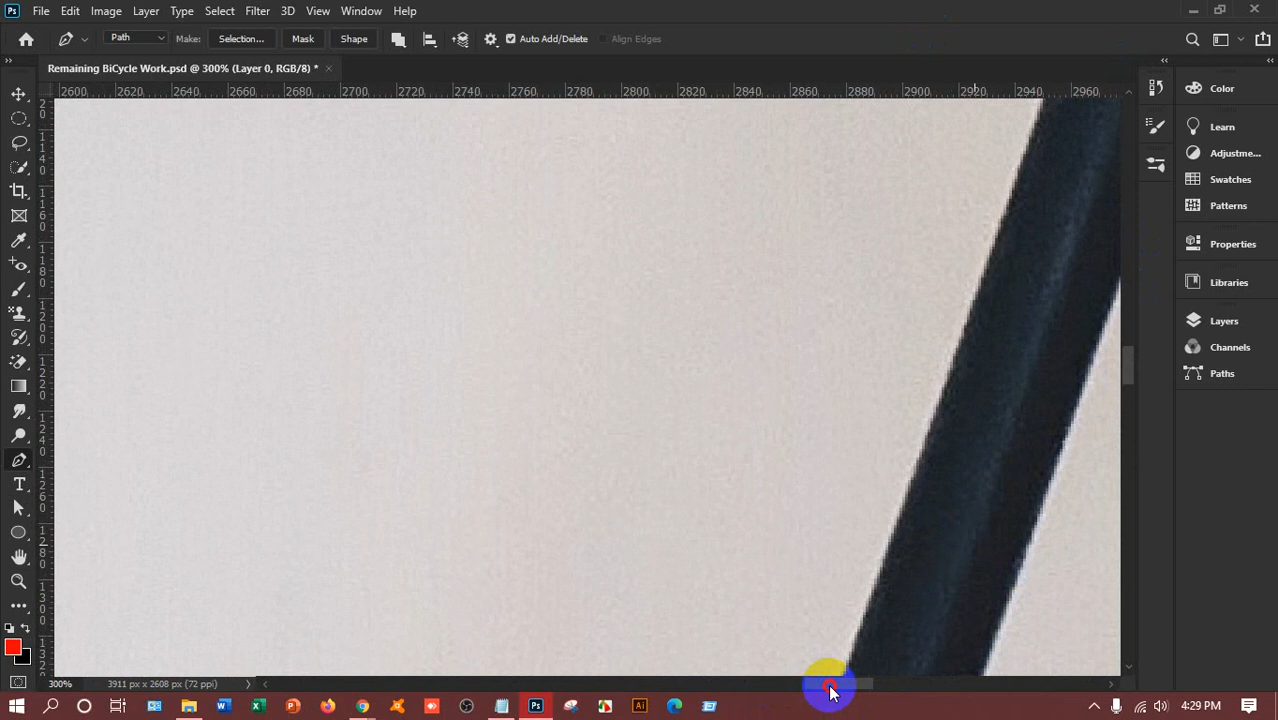 Ps File Edit Image Layer Type Select Filter 3D View Window Help
Path Make: Selection... Mask Shape Auto Add/Delete Align Edges
Remaining BiCycle Work.psd @ 300% (Layer 0, RGB/8) *
2600 2620 2640 2660 2680 2700 2720 2740 2760 2780 2800 2820 2840 2860 2880 2900 2920 2940 2960
Color
Learn
Adjustme...
Swatches
Patterns
Properties
Libraries
Layers
Channels
Paths
300% 3911 px x 2608 px (72 ppi)
4:29 PM